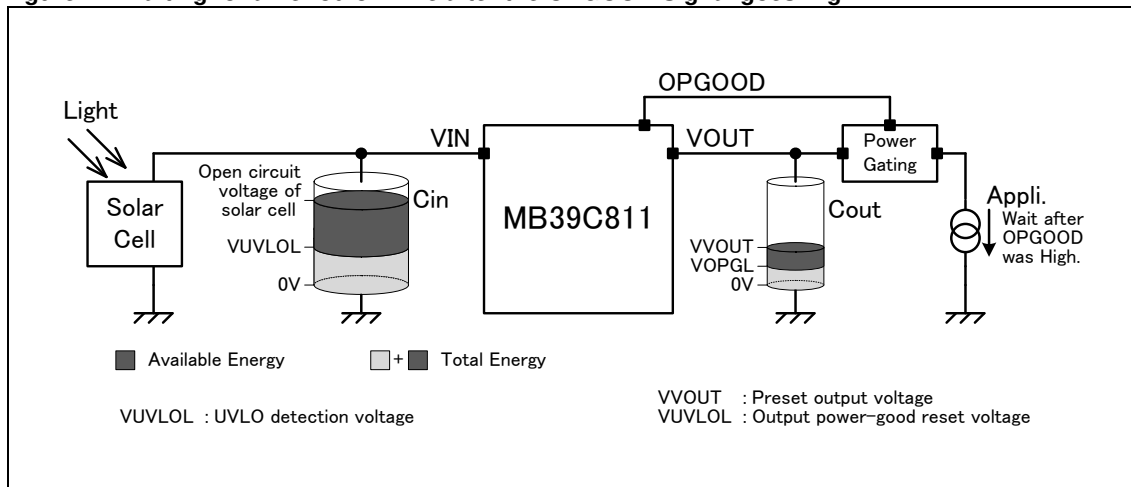 OPGOOD
Light
VIN
VOUT
Power
Gating
Open circuit
voltage of
solar cell
Cin
Solar
Cell
MB39C811
Cout
Appli.
Wait after
OPGOOD
was High.
VUVLOL
0V
VVOUT
VOPGL
0V
Available Energy
+
Total Energy
VUVLOL : UVLO detection voltage
VVOUT : Preset output voltage
VUVLOL : Output power-good reset voltage